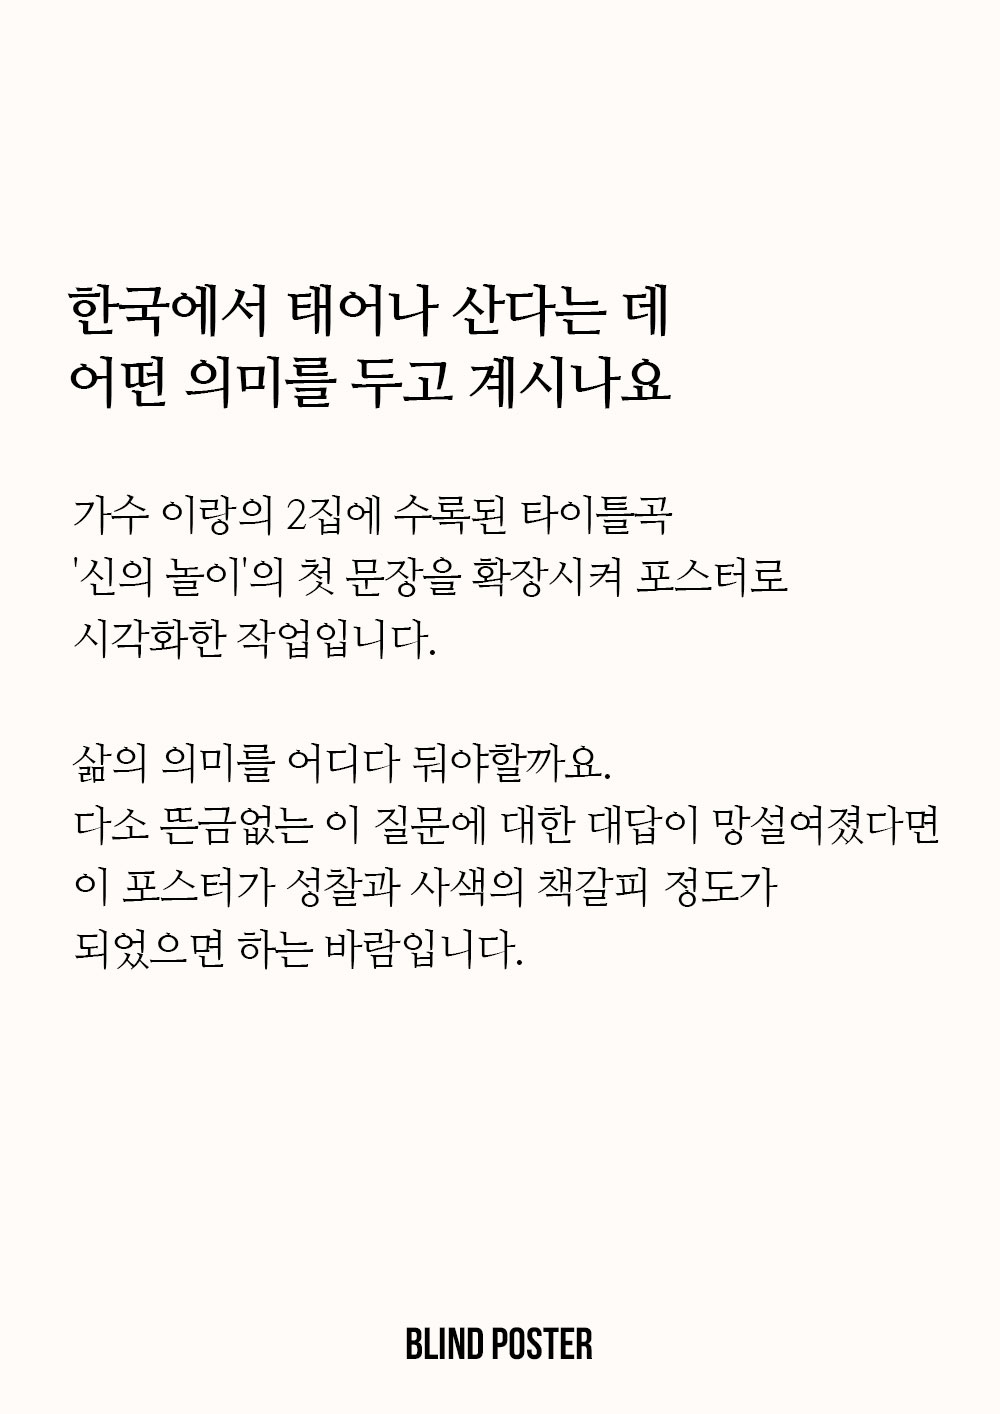 한국에서 태어나 산다는 데
어떤 의미를 두고 계시나요
가수 이랑의 2집에 수록된 타이틀곡
'신의 놀이'의 첫 문장을 확장시켜 포스터로
시각화한 작업입니다.
삶의 의미를 어디다 둬야할까요.
다소 뜬금없는 이 질문에 대한 대답이 망설여졌다면
이 포스터가 성찰과 사색의 책갈피 정도가
되었으면 하는 바람입니다.
BLIND POSTER